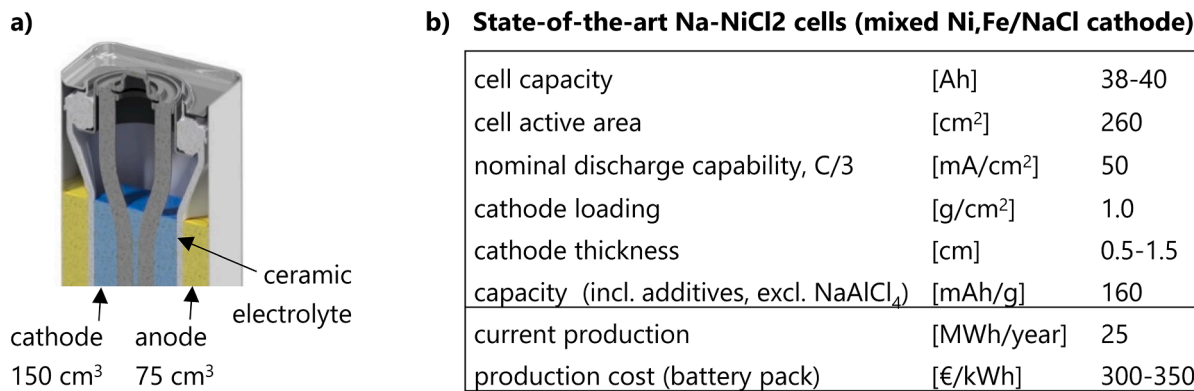 a)
ceramic
electrolyte
cathode anode
150 cm³ 75 cm³
b) State-of-the-art Na-NiCl2 cells (mixed Ni,Fe/NaCl cathode)
cell capacity [Ah] 38-40
cell active area [cm²] 260
nominal discharge capability, C/3 [mA/cm²] 50
cathode loading [g/cm²] 1.0
cathode thickness [cm] 0.5-1.5
capacity (incl. additives, excl. NaAlCl₄) [mAh/g] 160
current production [MWh/year] 25
production cost (battery pack) [€/kWh] 300-350